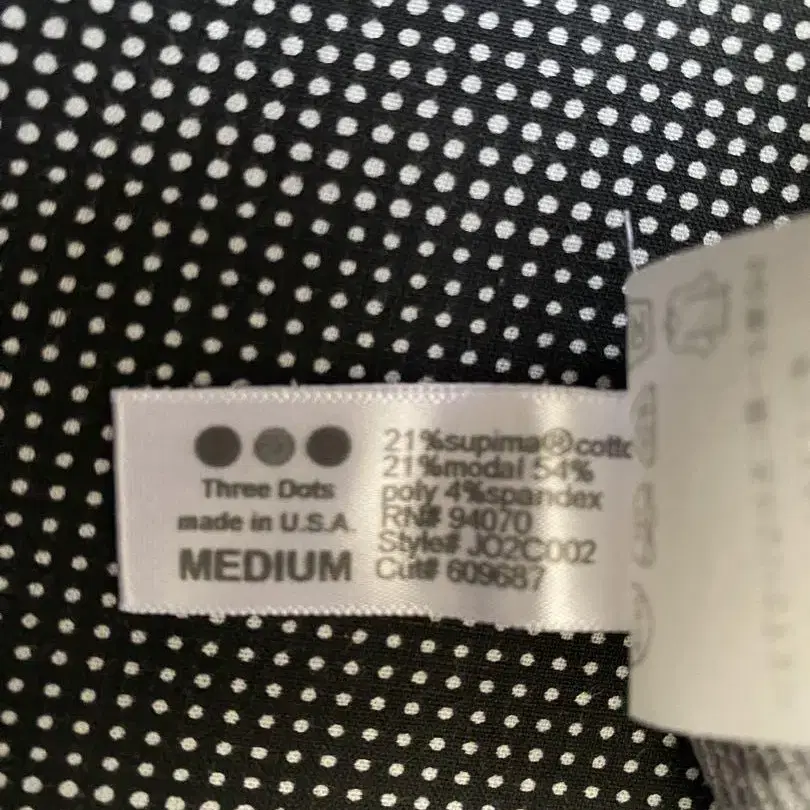 Three Dots
made in U.S.A.
MEDIUM
21%supima®cotto
21%modal 54%
poly 4%spandex
RN# 94070
Style# JO2C002
Cut# 609687